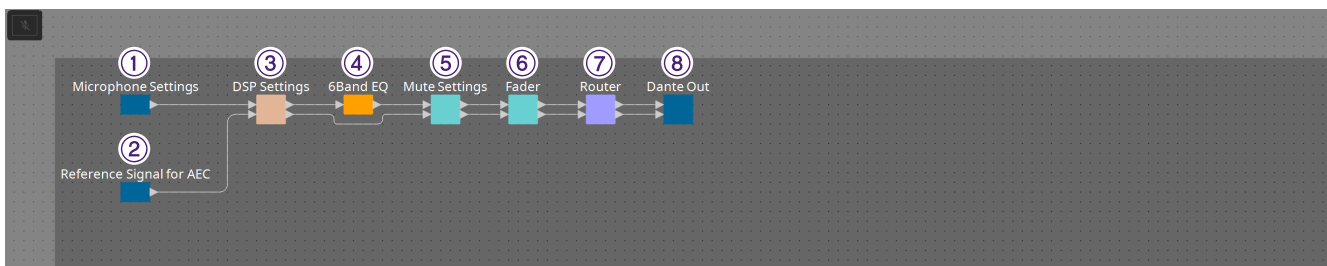 ① ③ ④ ⑤ ⑥ ⑦ ⑧
Microphone Settings DSP Settings 6Band EQ Mute Settings Fader Router Dante Out
②
Reference Signal for AEC